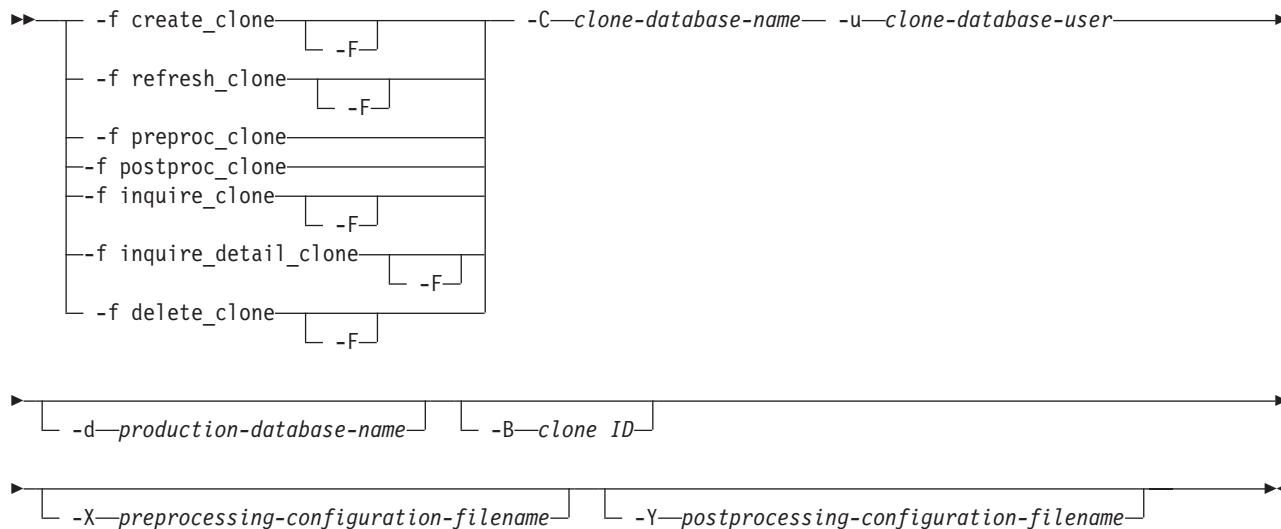 -f create_clone -C clone-database-name -u clone-database-user
-F
-f refresh_clone
-F
-f preproc_clone
-f postproc_clone
-f inquire_clone
-F
-f inquire_detail_clone
-F
-f delete_clone
-F
-d production-database-name -B clone ID
-X preprocessing-configuration-filename -Y postprocessing-configuration-filename